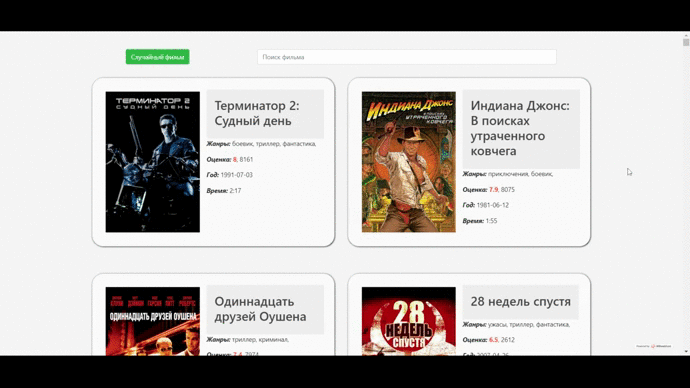 Случайный фильм
Поиск фильма
ТЕРМИНАТОР 2
СУДНЫЙ ДЕНЬ
Терминатор 2:
Судный день
Жанры: боевик, триллер, фантастика,
Оценка: 8, 8161
Год: 1991-07-03
Время: 2:17
ИНДИАНА ДЖОНС
УТРАЧЕННОГО
КОВЧЕГА
Индиана Джонс:
В поисках
утраченного
ковчега
Жанры: приключения, боевик,
Оценка: 7.9, 8075
Год: 1981-06-12
Время: 1:55
ОДИННАДЦАТЬ
ДРУЗЕЙ ОУШЕНА
Одиннадцать
друзей Оушена
Жанры: триллер, криминал,
Оценка: 7.4, 7974
28
НЕДЕЛЬ
СПУСТЯ
28 недель спустя
Жанры: ужасы, триллер, фантастика,
Оценка: 6.5, 2612
Год: 2007-04-26